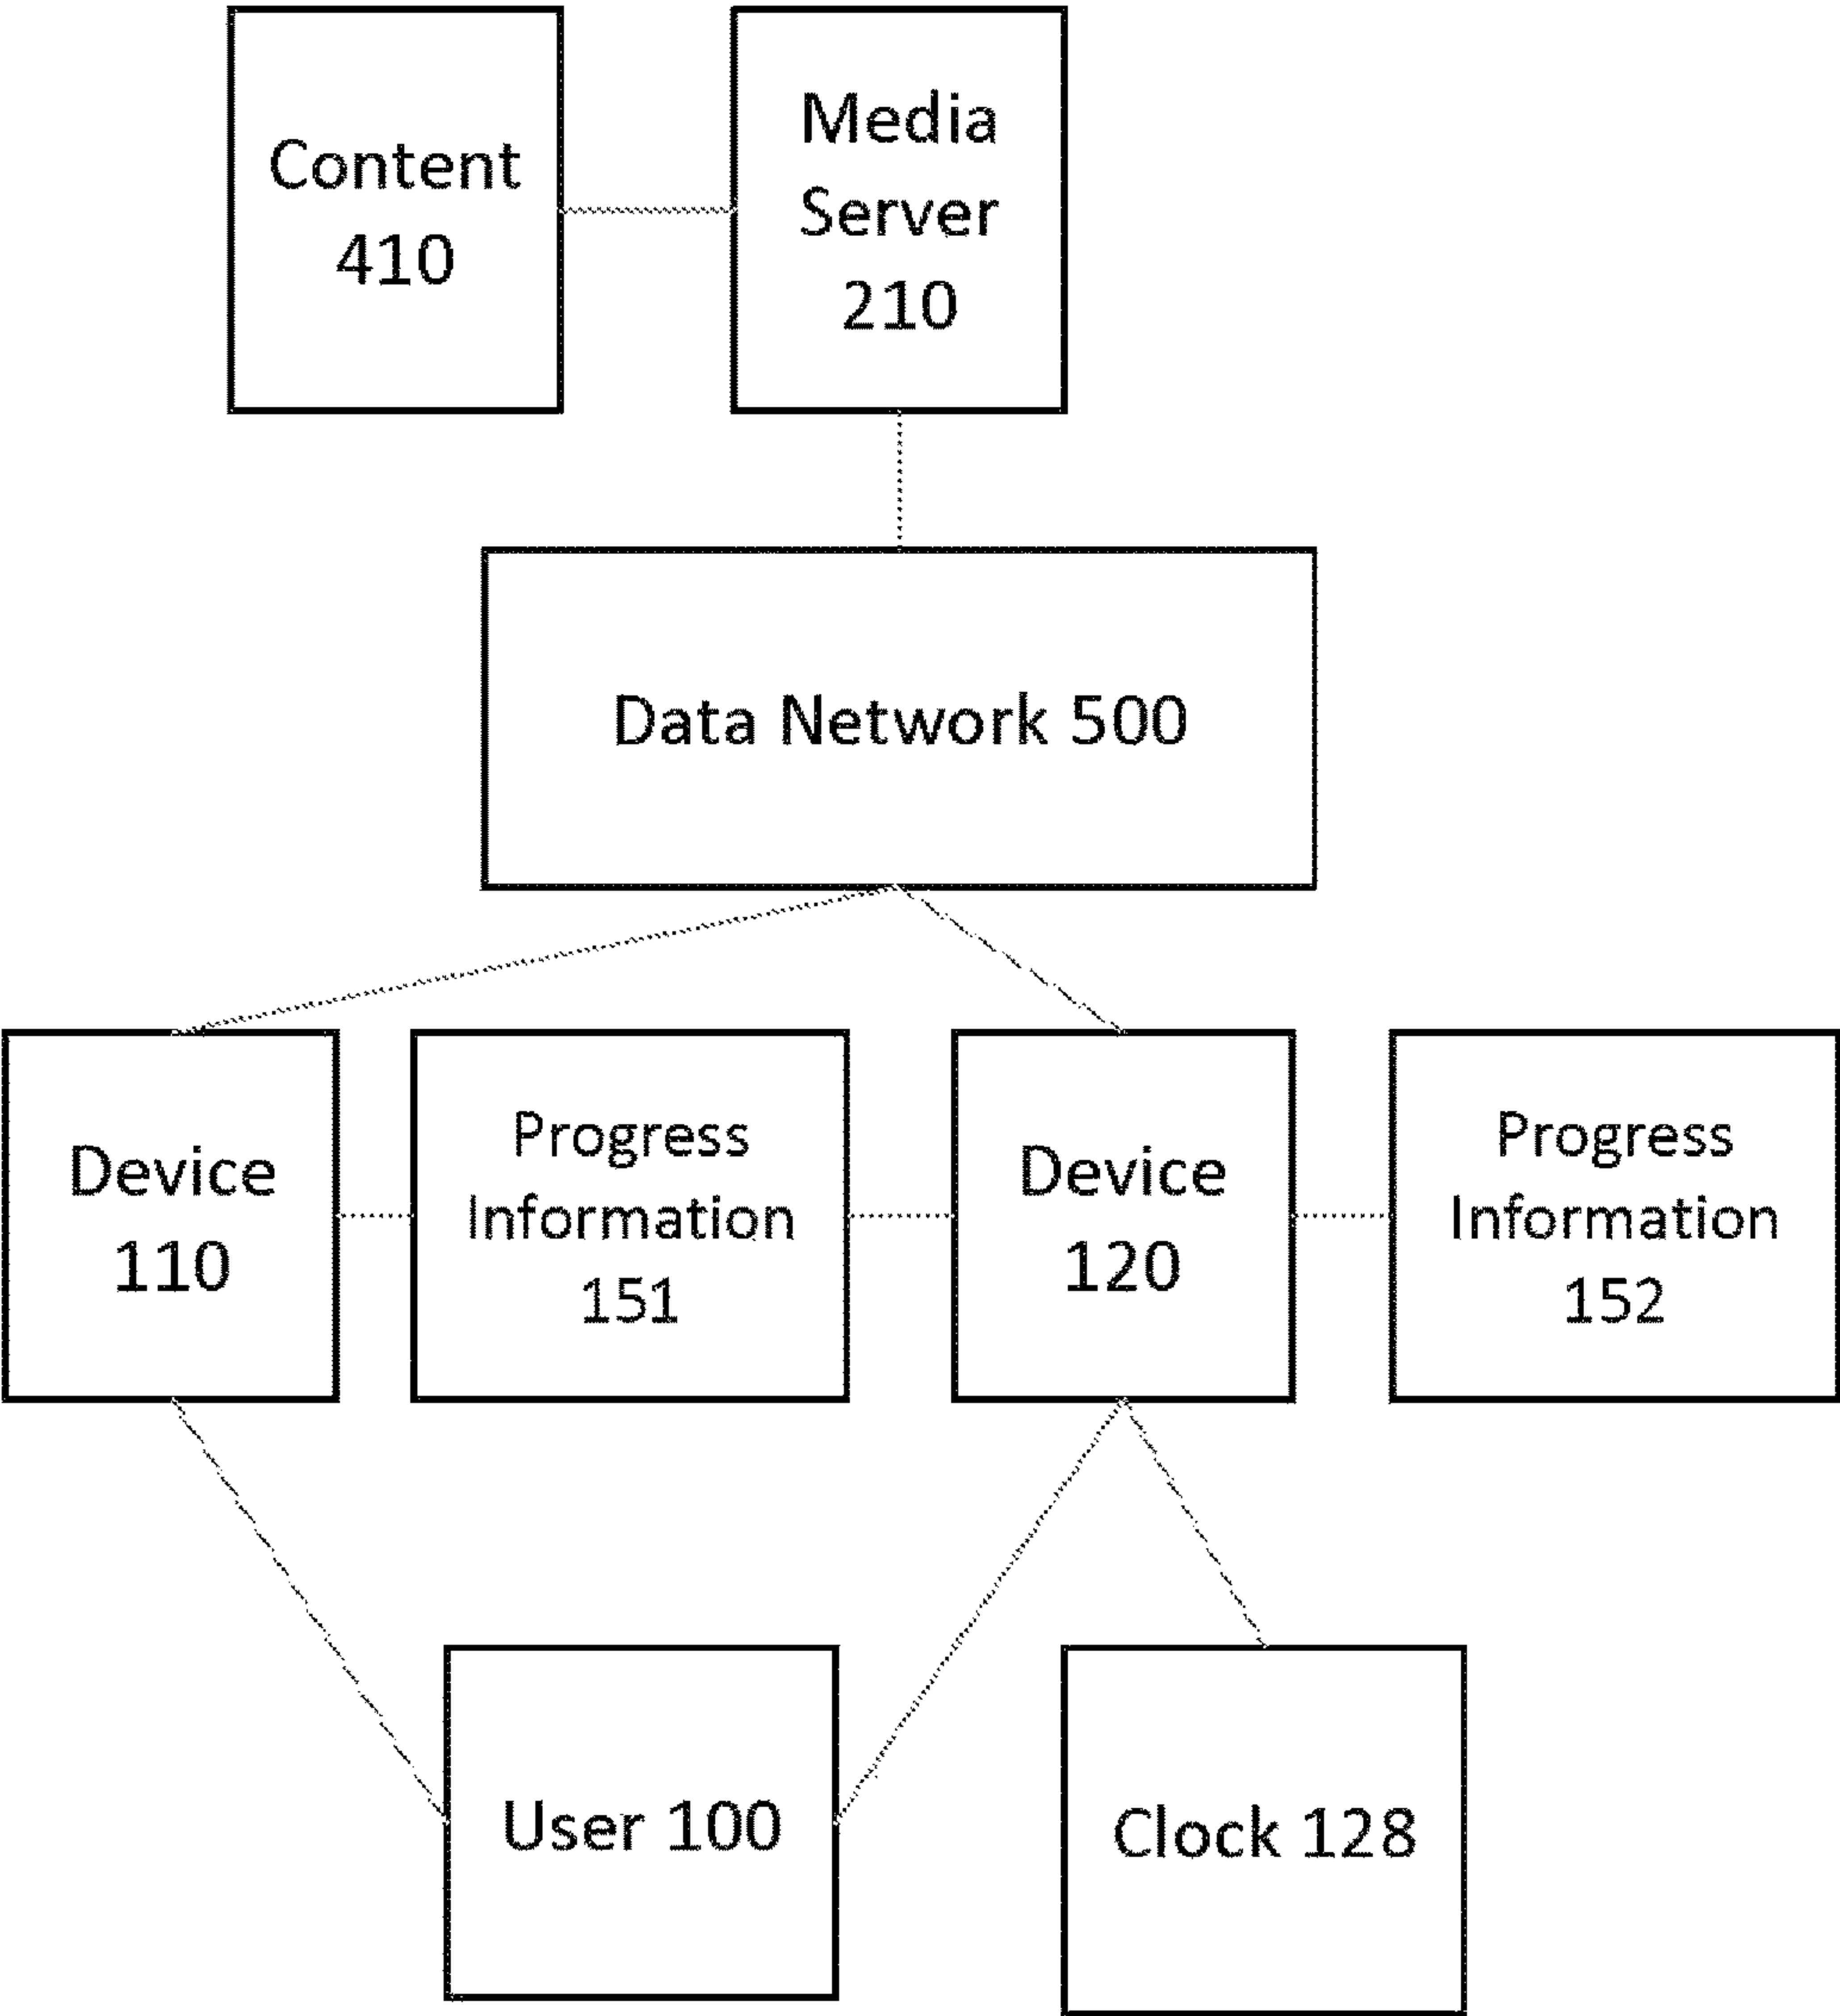 Content
410
Media
Server
210
Data Network 500
Device
110
Progress
Information
151
Device
120
Progress
Information
152
User 100
Clock 128